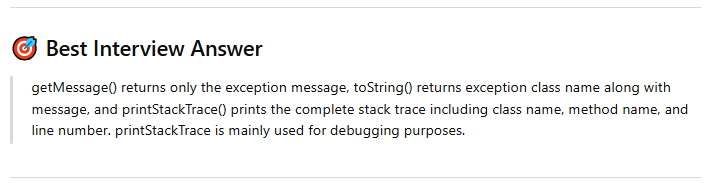 🎯 Best Interview Answer
getMessage() returns only the exception message, toString() returns exception class name along with
message, and printStackTrace() prints the complete stack trace including class name, method name, and
line number. printStackTrace is mainly used for debugging purposes.